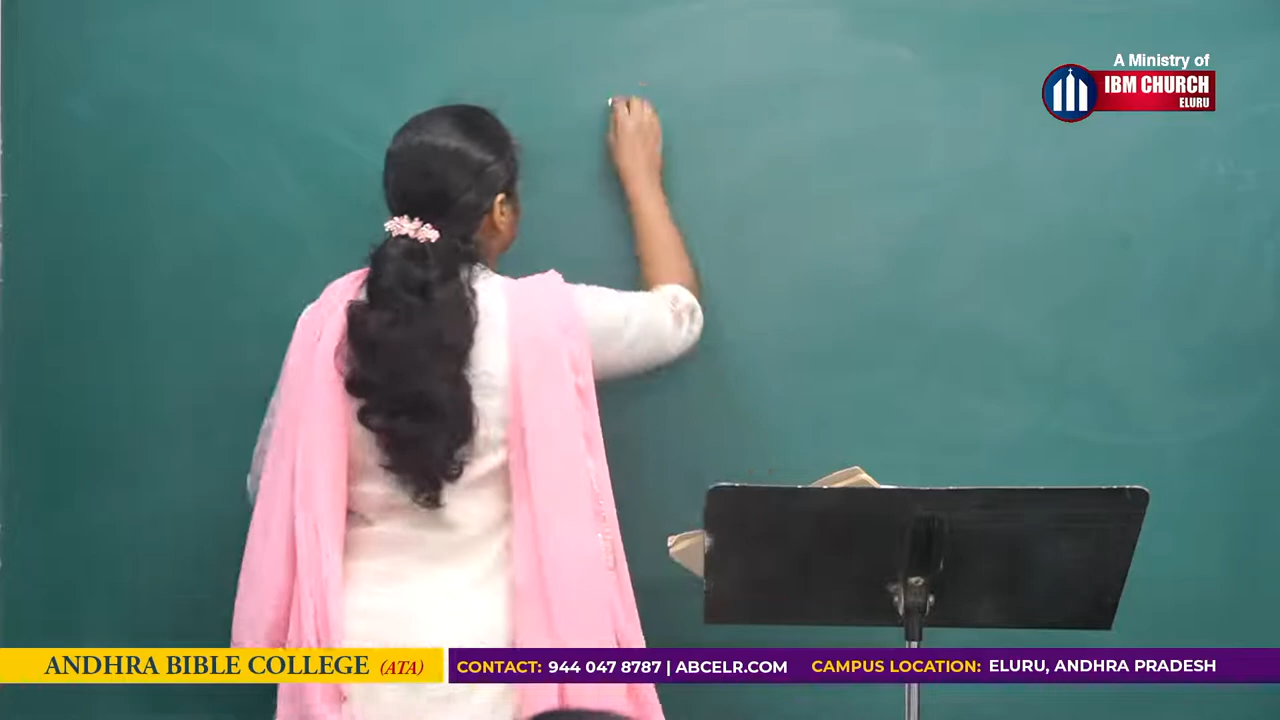 A Ministry of
IBM CHURCH
ELURU
ANDHRA BIBLE COLLEGE (ATA)
CONTACT: 944 047 8787 | ABCELR.COM CAMPUS LOCATION: ELURU, ANDHRA PRADESH